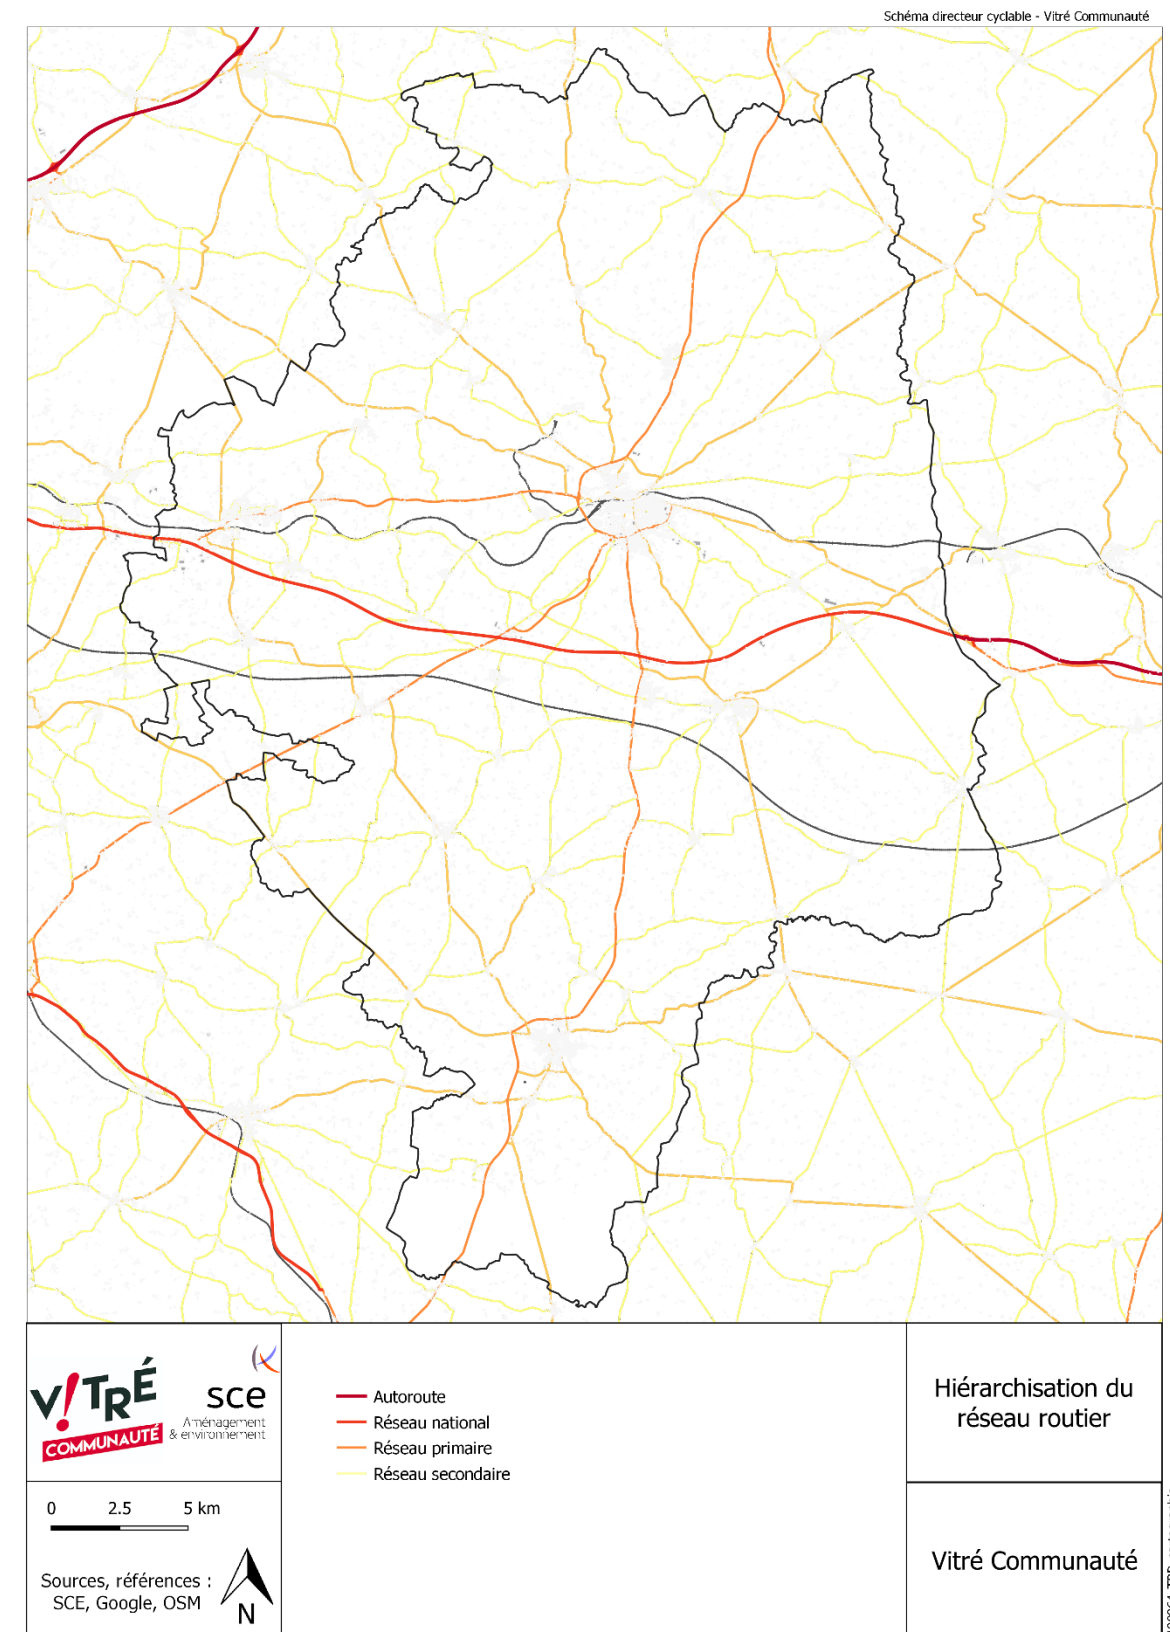 Schéma directeur cyclable - Vitré Communauté
V!TRÉ
COMMUNAUTÉ
sce
Aménagement
& environnement
Autoroute
Réseau national
Réseau primaire
Réseau secondaire
Hiérarchisation du
réseau routier
0 2.5 5 km
Sources, références :
SCE, Google, OSM
N
Vitré Communauté